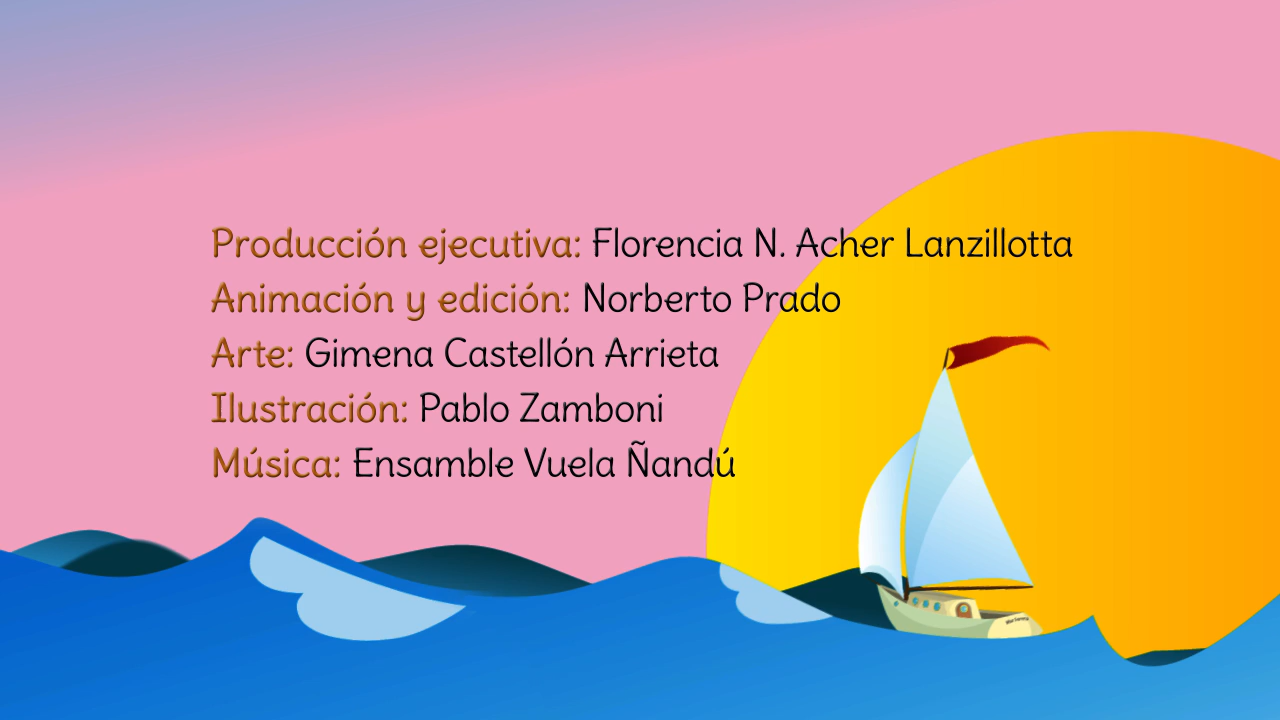 Producción ejecutiva: Florencia N. Acher Lanzillotta
Animación y edición: Norberto Prado
Arte: Gimena Castellón Arrieta
Ilustración: Pablo Zamboni
Música: Ensamble Vuela Ñandú